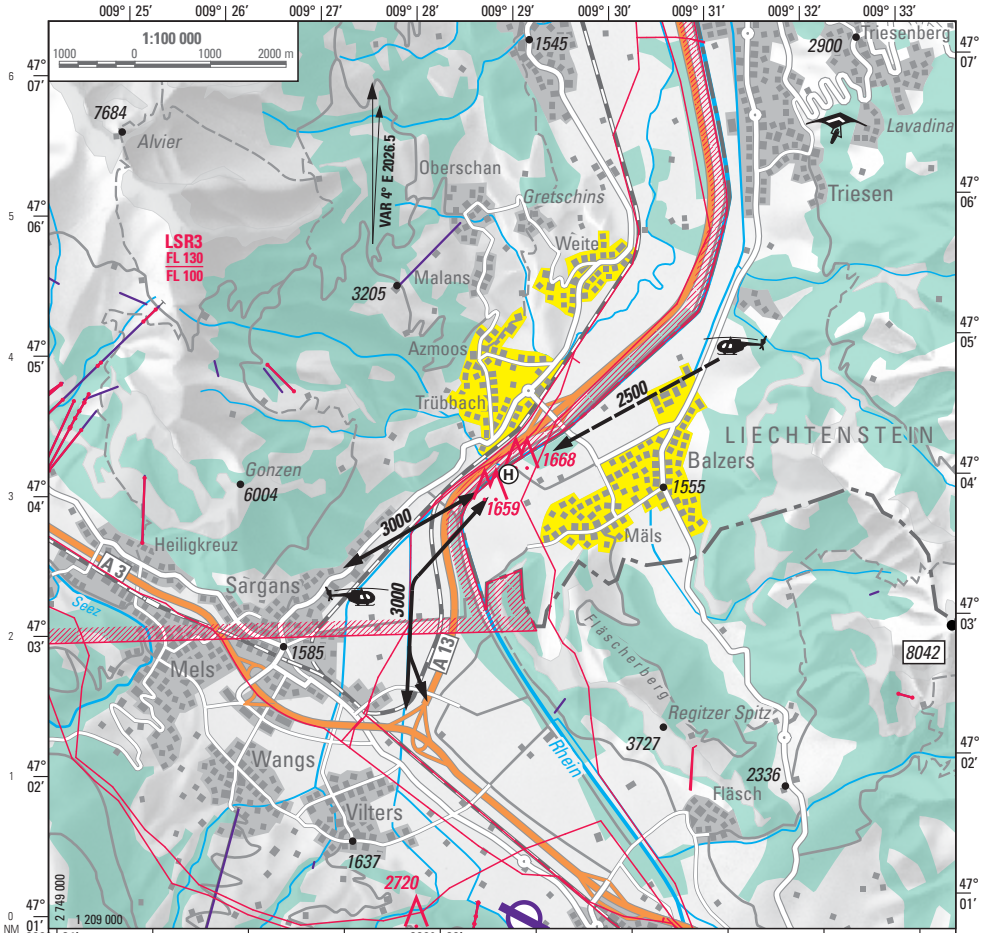 009°25' 009°26' 009°27' 009°28' 009°29' 009°30' 009°31' 009°32' 009°33'
1:100 000
1000 0 1000 2000 m
1545
2900
Triesenberg
6
47°
07'
47°
07'
7684
Alvier
Lavadina
VAR 4° E 2026.5
Oberschan
Gretschins
Triesen
5
47°
06'
47°
06'
LSR3
FL 130
FL 100
Weite
Malans
3205
4
47°
05'
47°
05'
Azmoos
2500
Trübbach
LIECHTENSTEIN
1668
Balzers
H
Gonzen
6004
1555
3
47°
04'
47°
04'
1659
3000
Mäls
Heiligkreuz
A 3
Sargans
3000
Seez
2
47°
03'
47°
03'
1585
A 13
Fläscherberg
8042
Mels
Regitzer Spitz
3727
Rhein
Wangs
1
47°
02'
47°
02'
2336
Fläsch
Vilters
1637
2720
2 749 000
1 209 000
0
NM
47°
01'
47°
01'